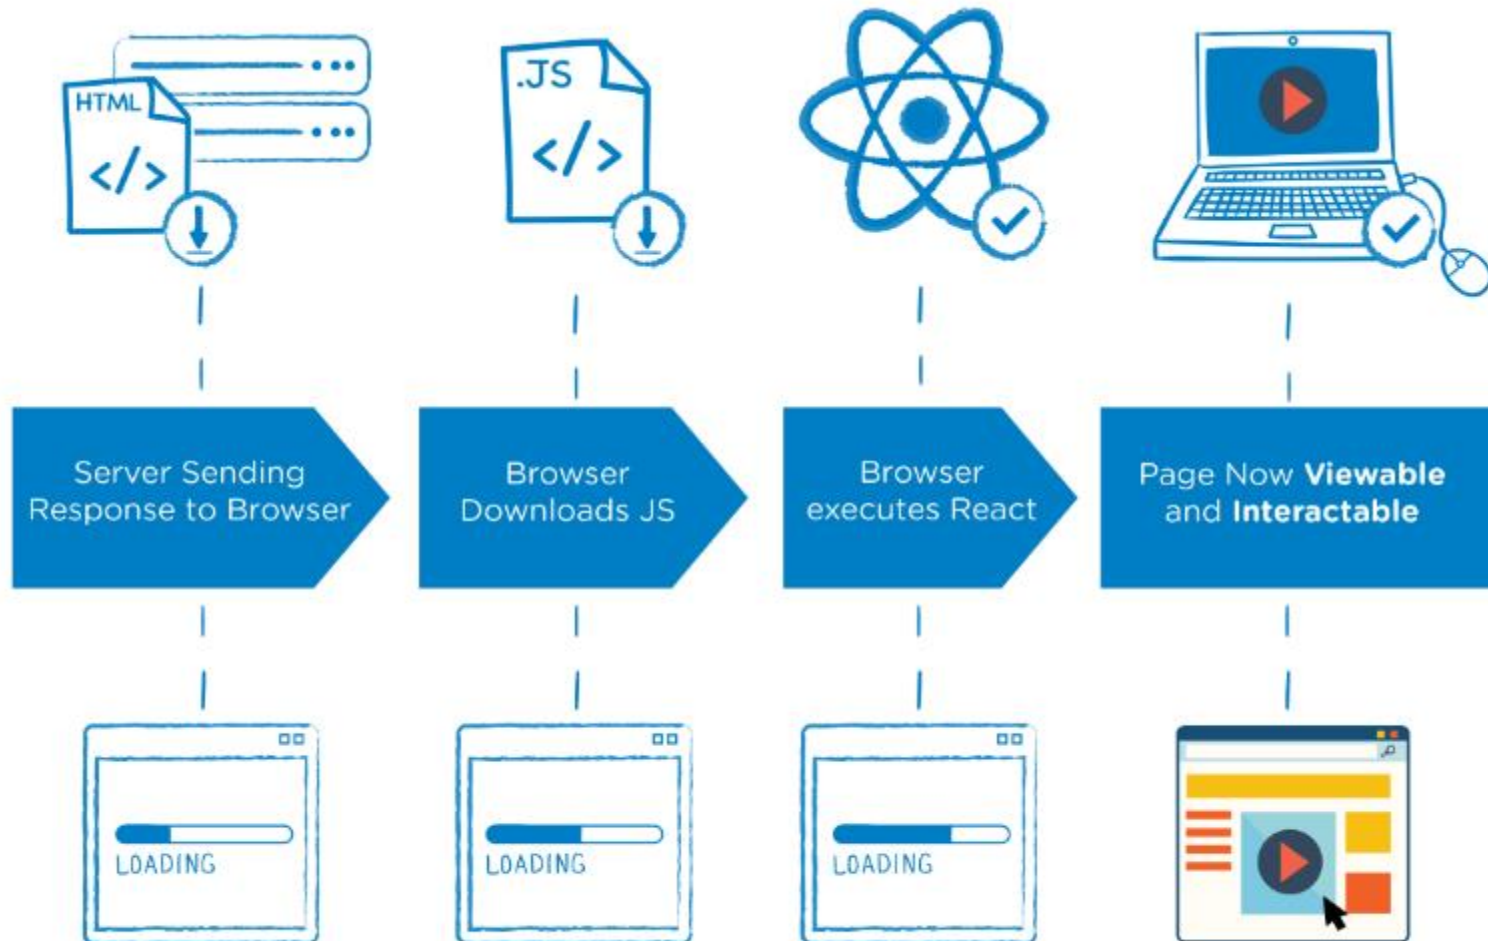 HTML
</>
.JS
</>
Server Sending
Response to Browser
Browser
Downloads JS
Browser
executes React
Page Now Viewable
and Interactable
LOADING
LOADING
LOADING